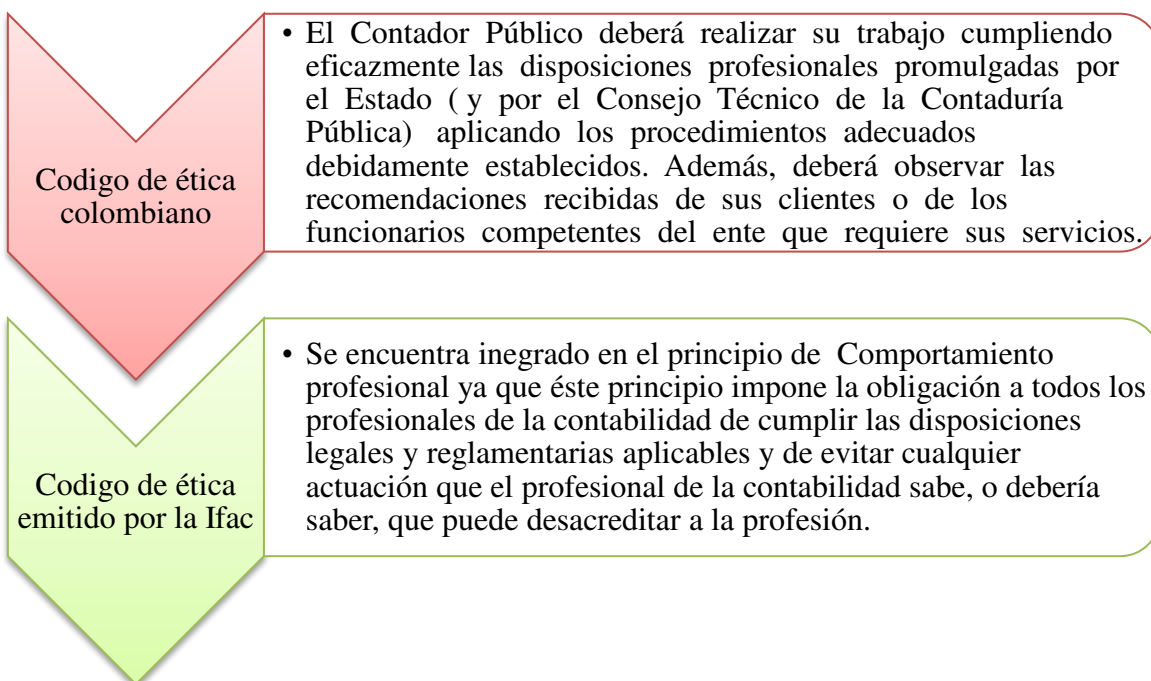 Codigo de ética
colombiano
• El Contador Público deberá realizar su trabajo cumpliendo
eficazmente las disposiciones profesionales promulgadas por
el Estado ( y por el Consejo Técnico de la Contaduría
Pública) aplicando los procedimientos adecuados
debidamente establecidos. Además, deberá observar las
recomendaciones recibidas de sus clientes o de los
funcionarios competentes del ente que requiere sus servicios.
Codigo de ética
emitido por la Ifac
• Se encuentra inegrado en el principio de Comportamiento
profesional ya que éste principio impone la obligación a todos los
profesionales de la contabilidad de cumplir las disposiciones
legales y reglamentarias aplicables y de evitar cualquier
actuación que el profesional de la contabilidad sabe, o debería
saber, que puede desacreditar a la profesión.